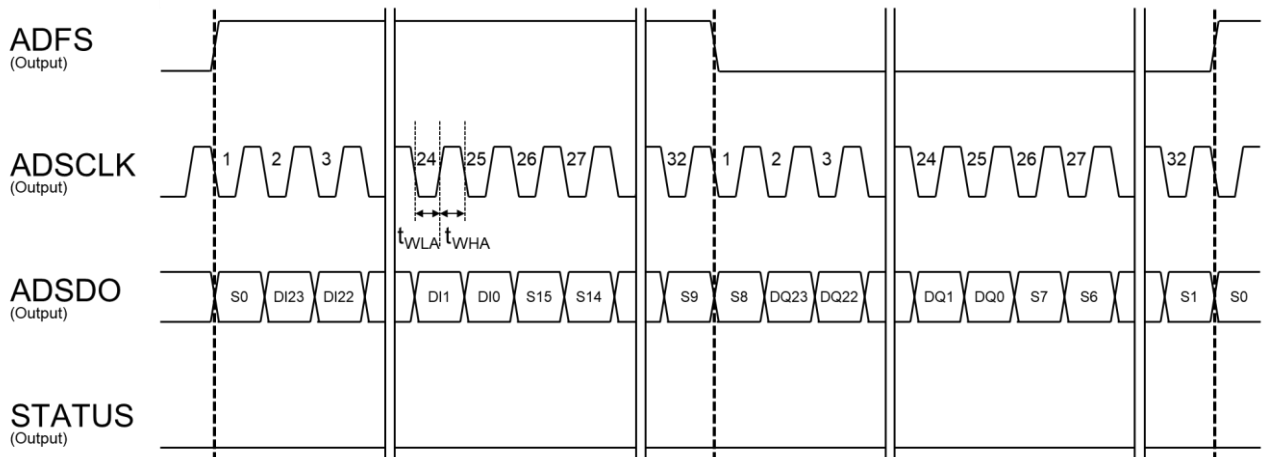 ADFS
(Output)
ADSCLK
(Output)
1 2 3 24 25 26 27 32 1 2 3 24 25 26 27 32
tWLA tWHA
ADSDO
(Output)
S0 DI23 DI22 DI1 DI0 S15 S14 S9 S8 DQ23 DQ22 DQ1 DQ0 S7 S6 S1 S0
STATUS
(Output)